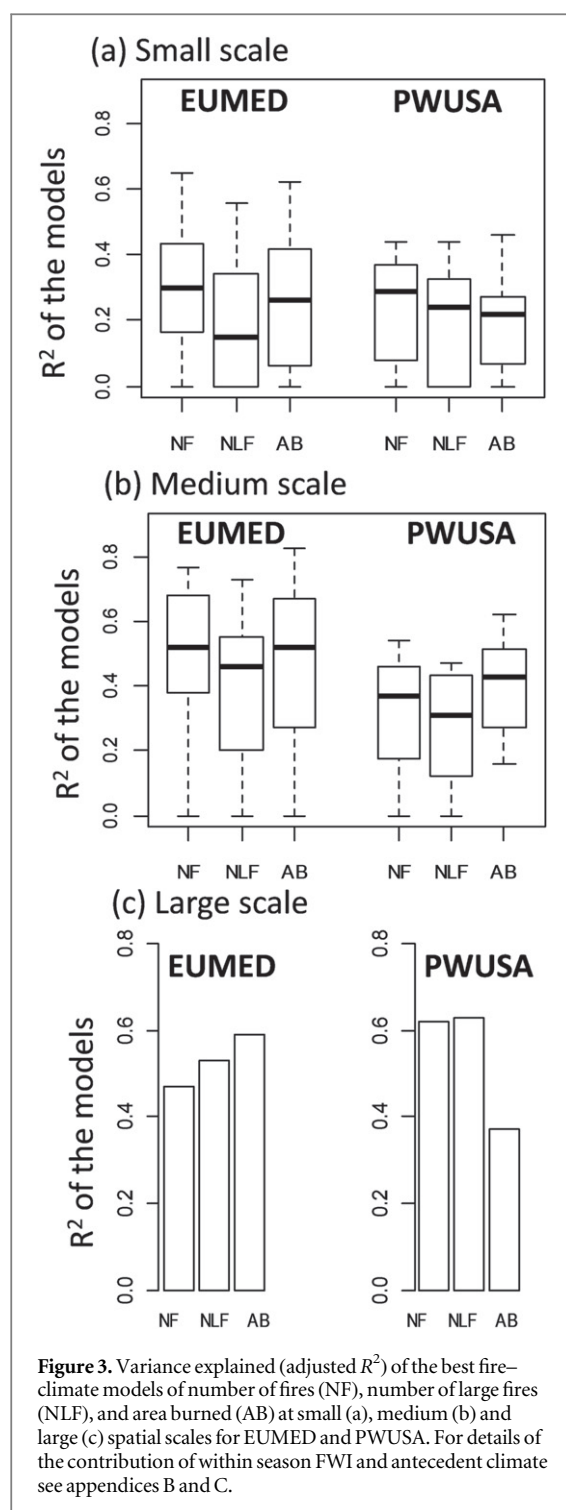 (a) Small scale
EUMED PWUSA
R² of the models
0.8
0.4
0.0
NF NLF AB NF NLF AB
(b) Medium scale
EUMED PWUSA
R² of the models
0.8
0.6
0.4
0.2
0.0
NF NLF AB NF NLF AB
(c) Large scale
EUMED PWUSA
R² of the models
0.8
0.6
0.4
0.2
0.0
NF NLF AB
0.8
0.6
0.4
0.2
0.0
NF NLF AB
Figure 3. Variance explained (adjusted R²) of the best fire–
climate models of number of fires (NF), number of large fires
(NLF), and area burned (AB) at small (a), medium (b) and
large (c) spatial scales for EUMED and PWUSA. For details of
the contribution of within season FWI and antecedent climate
see appendices B and C.